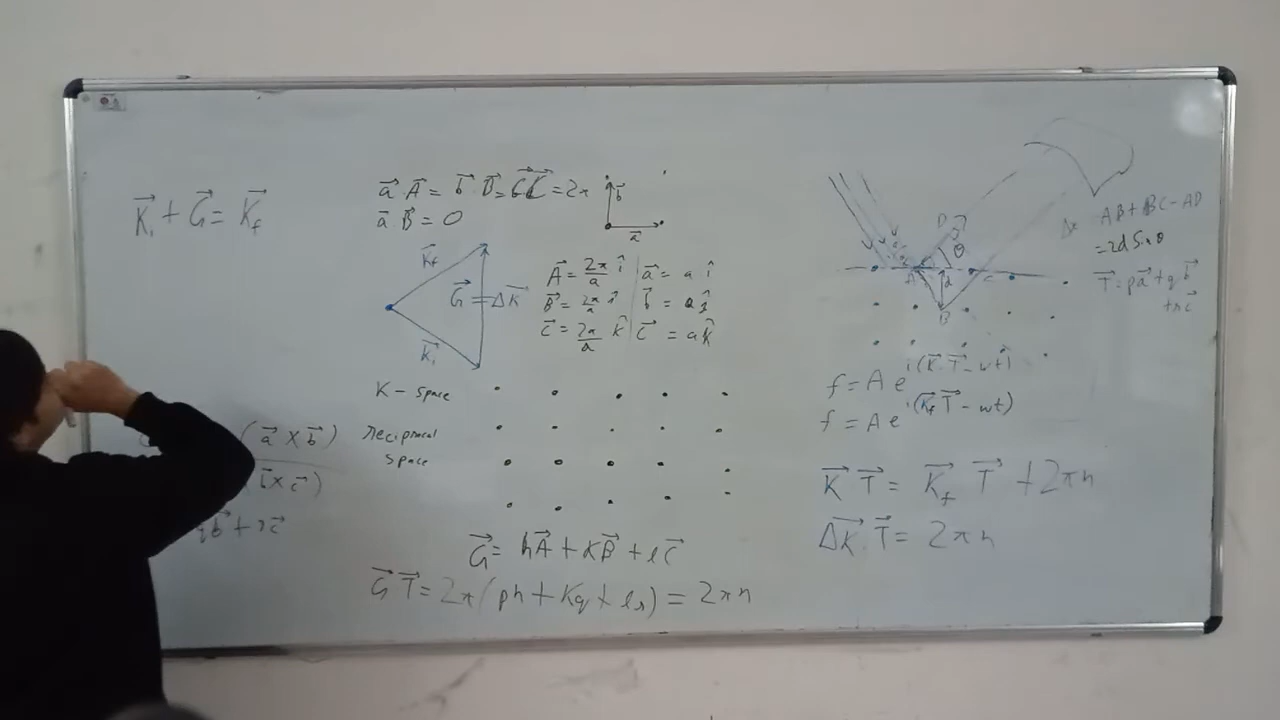 K⃗ᵢ + G⃗ = K⃗f
(a⃗ × b⃗)
b⃗ × c⃗)
b⃗ + rc⃗
a⃗ A⃗ = b⃗ B⃗ = C⃗ = 2π
a⃗ B⃗ = 0
b⃗
a⃗
K⃗f
G⃗ = ΔK⃗
K⃗ᵢ
A⃗ = 2π/a î
a⃗ = a î
B⃗ = 2π/a ĵ
b⃗ = a ĵ
C⃗ = 2π/a k̂
c⃗ = a k̂
K-space
reciprocal
space
G⃗ = hA⃗ + KB⃗ + lC⃗
G⃗ T⃗ = 2π(ph + Kq + lr) = 2πn
D
θ
A
d
C
B
AB + BC - AD
= 2d Sinθ
T⃗ = pa⃗ + qb⃗
+ rc⃗
f = A e^i(K⃗·T⃗ - wt)
f = A e^i(K⃗f T⃗ - wt)
K⃗ T⃗ = K⃗f T⃗ + 2πn
ΔK⃗·T⃗ = 2πn